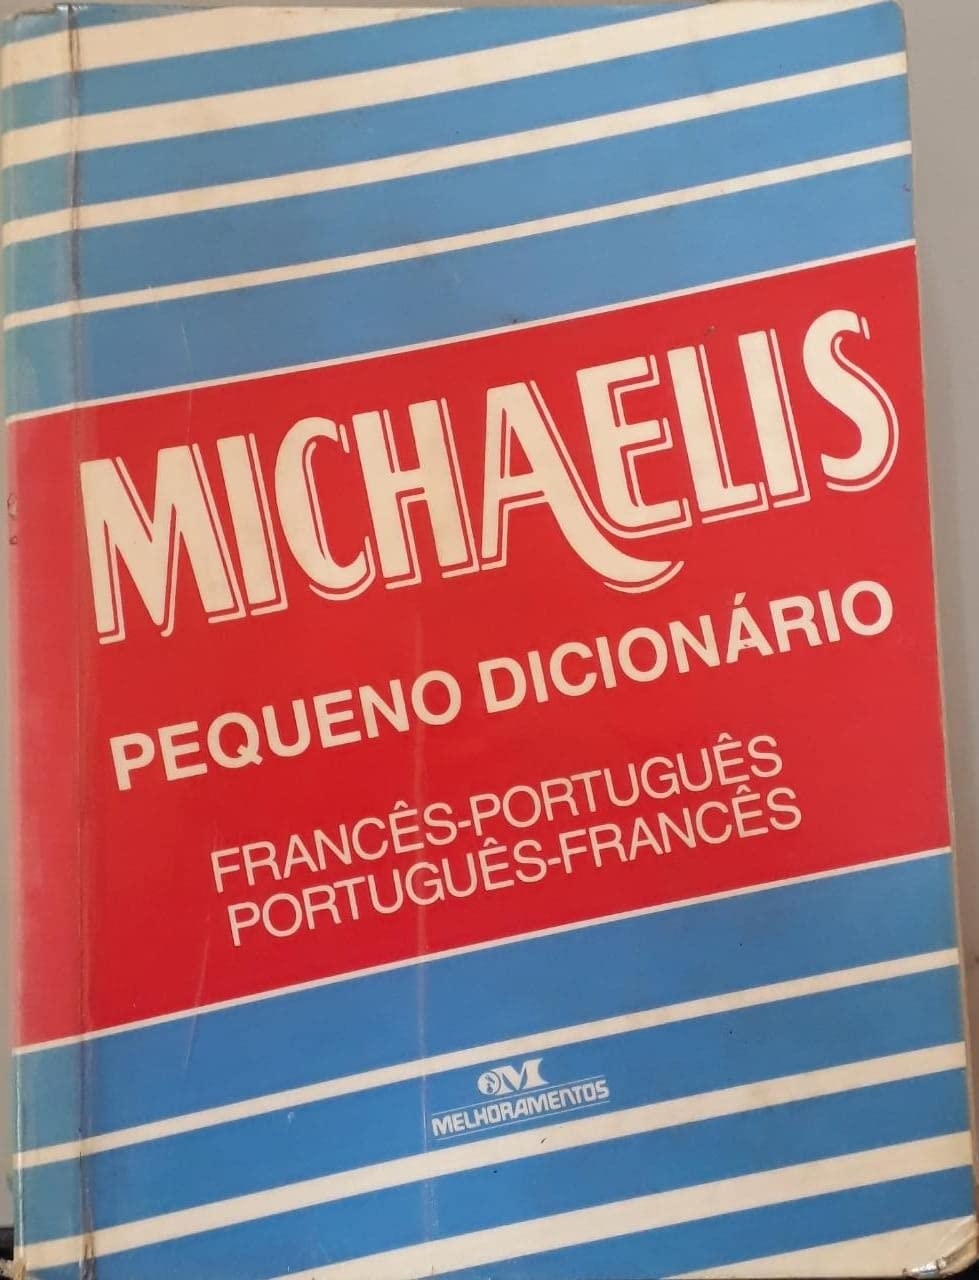 MICHAELIS
PEQUENO DICIONÁRIO
FRANCÊS-PORTUGUÊS
PORTUGUÊS-FRANCÊS
MELHORAMENTOS